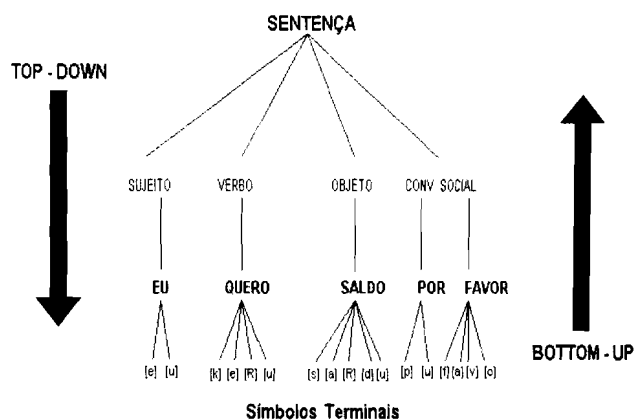 SENTENÇA
TOP - DOWN
SUJEITO VERBO OBJETO CONV SOCIAL
EU QUERO SALDO POR FAVOR
[e] [u] [k] [e] [R] [u] [s] [a] [R] [d] [u] [p] [u] [f] [a] [v] [o]
BOTTOM - UP
Símbolos Terminais